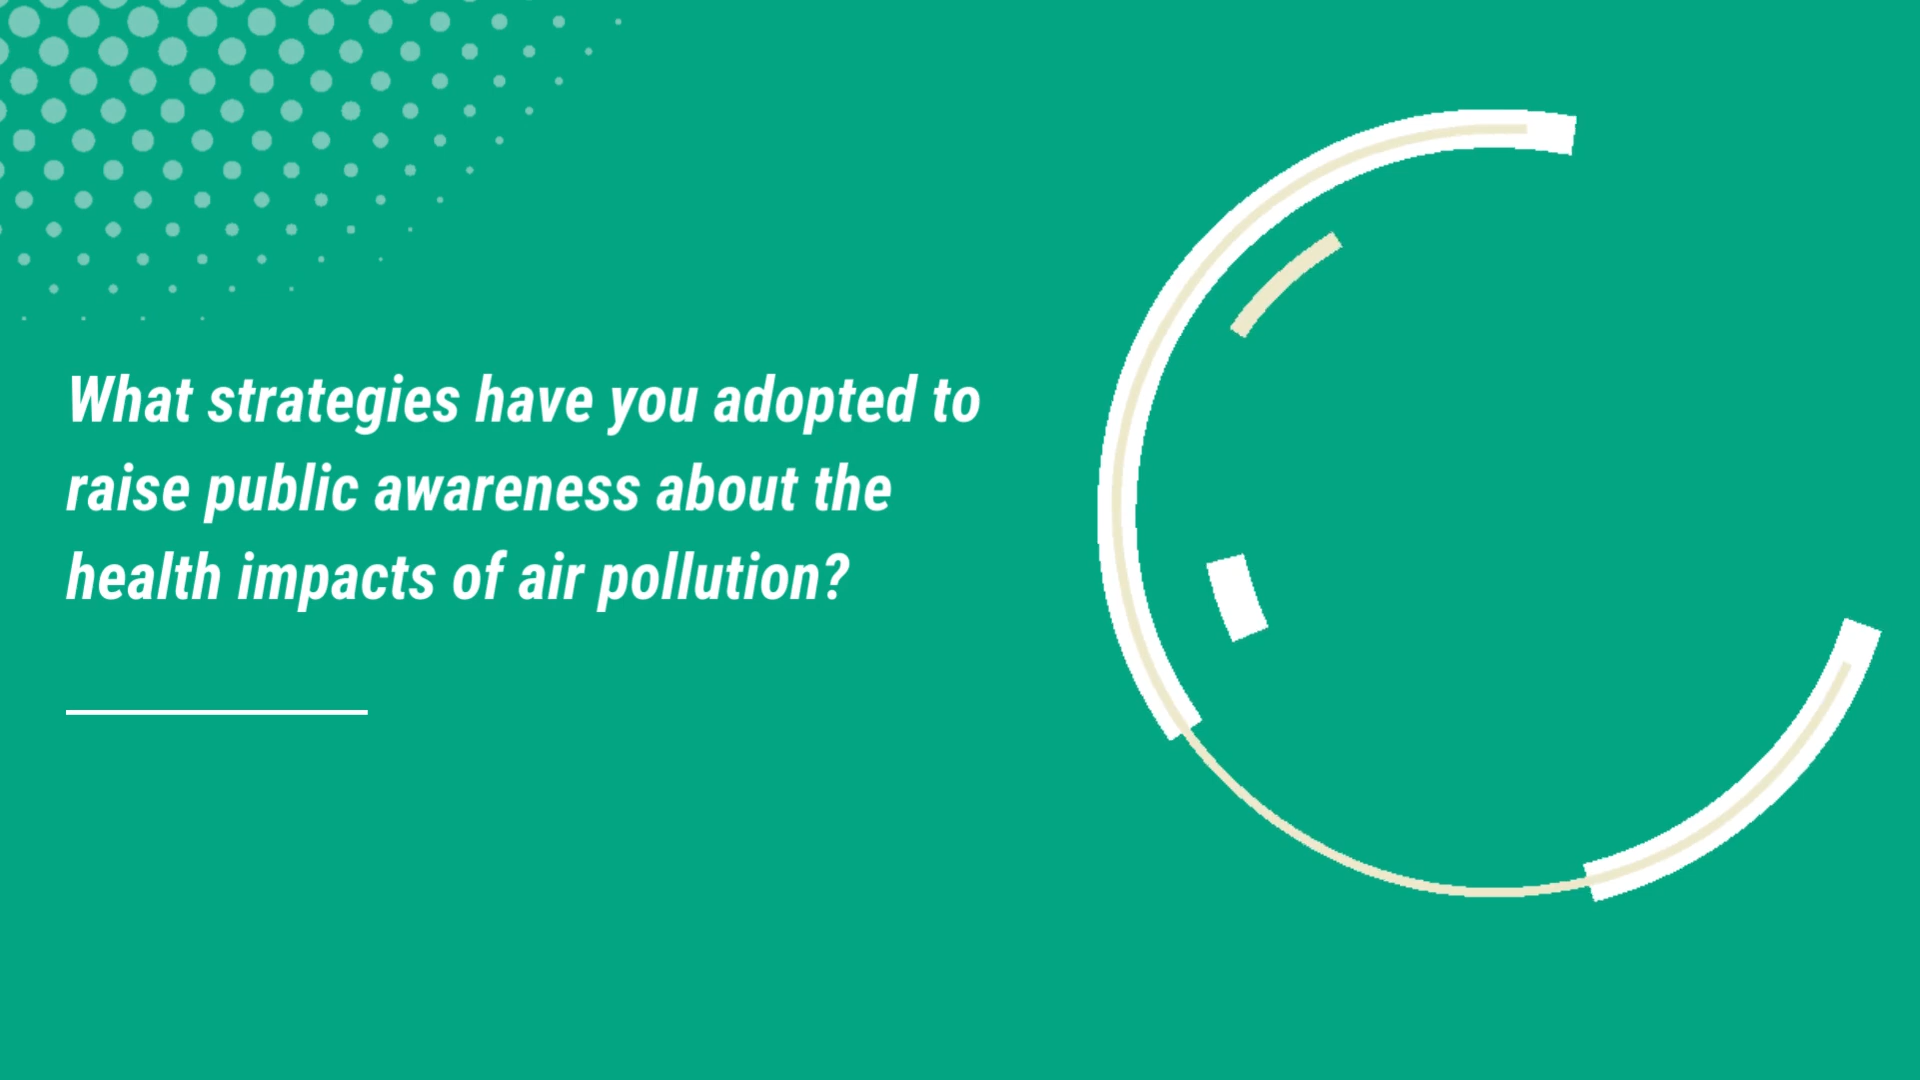 What strategies have you adopted to
raise public awareness about the
health impacts of air pollution?